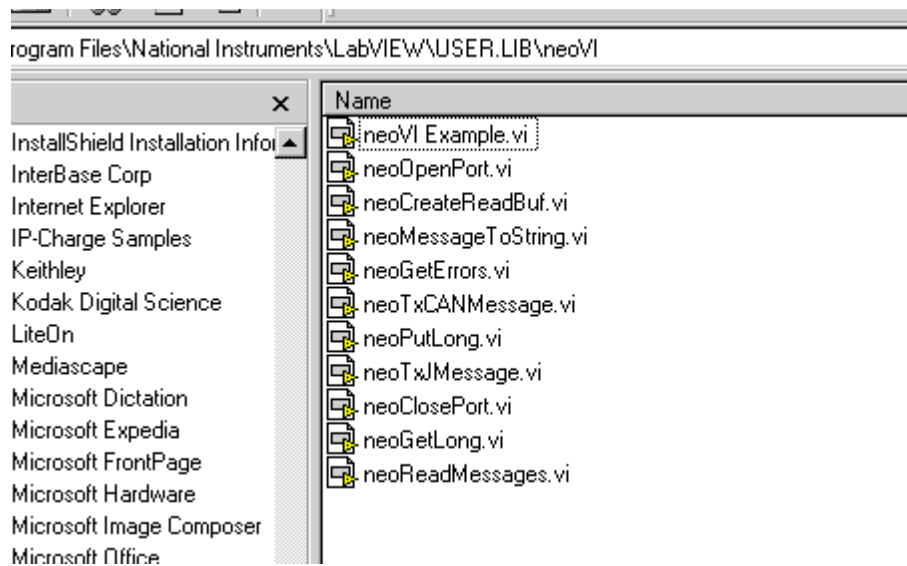 rogram Files\National Instruments\LabVIEW\USER.LIB\neoVI
Name
InstallShield Installation Infor
InterBase Corp
Internet Explorer
IP-Charge Samples
Keithley
Kodak Digital Science
LiteOn
Mediascape
Microsoft Dictation
Microsoft Expedia
Microsoft FrontPage
Microsoft Hardware
Microsoft Image Composer
Microsoft Office
neoVI Example.vi
neoOpenPort.vi
neoCreateReadBuf.vi
neoMessageToString.vi
neoGetErrors.vi
neoTxCANMessage.vi
neoPutLong.vi
neoTxJMessage.vi
neoClosePort.vi
neoGetLong.vi
neoReadMessages.vi